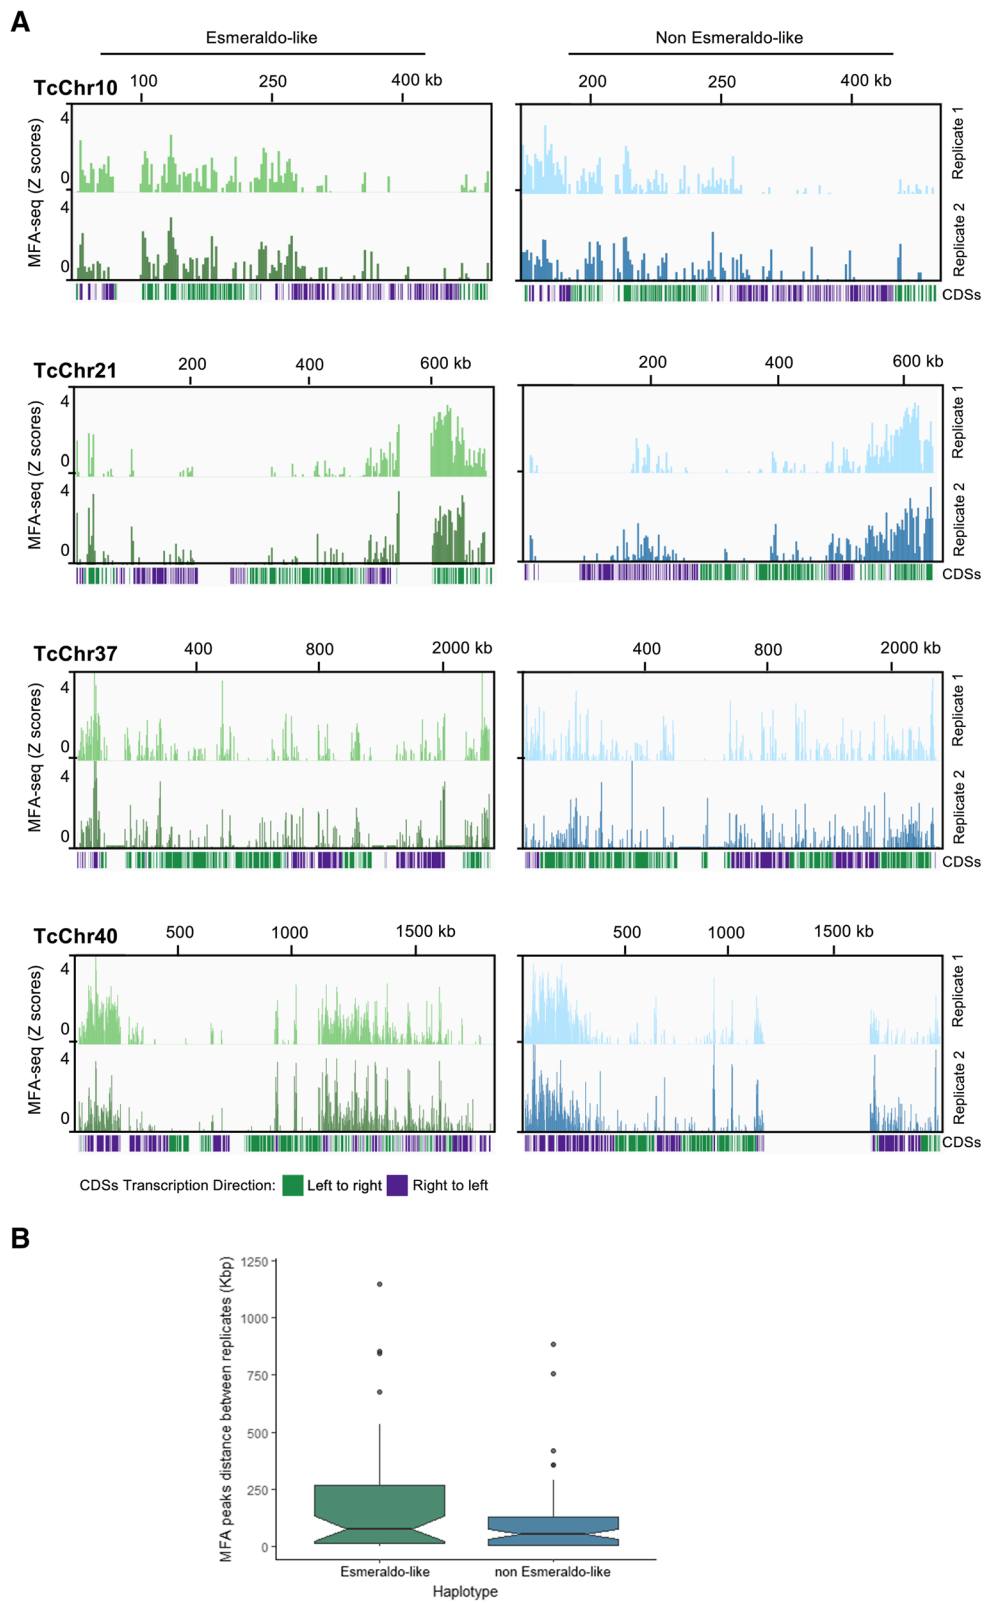 A
Esmeraldo-like
Non Esmeraldo-like
TcChr10
100 250 400 kb
200 250 400 kb
MFA-seq (Z scores)
4
0
4
0
Replicate 1
Replicate 2
CDSs
TcChr21
200 400 600 kb
200 400 600 kb
MFA-seq (Z scores)
4
0
4
0
Replicate 1
Replicate 2
CDSs
TcChr37
400 800 2000 kb
400 800 2000 kb
MFA-seq (Z scores)
4
0
4
0
Replicate 1
Replicate 2
CDSs
TcChr40
500 1000 1500 kb
500 1000 1500 kb
MFA-seq (Z scores)
4
0
4
0
Replicate 1
Replicate 2
CDSs
CDSs Transcription Direction: Left to right Right to left
B
MFA peaks distance between replicates (Kbp)
1250
1000
750
500
250
0
Esmeraldo-like
non Esmeraldo-like
Haplotype